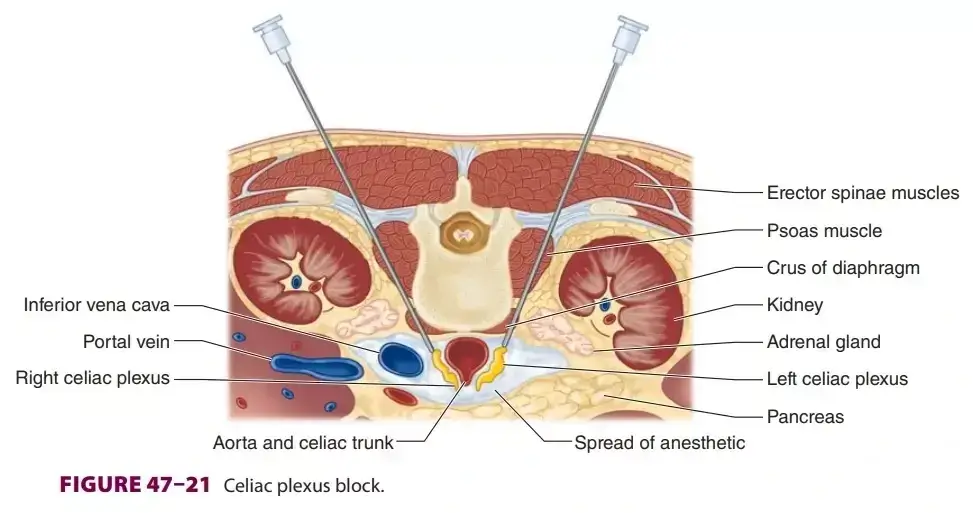 Erector spinae muscles
Psoas muscle
Crus of diaphragm
Inferior vena cava
Kidney
Portal vein
Adrenal gland
Right celiac plexus
Left celiac plexus
Pancreas
Aorta and celiac trunk
Spread of anesthetic
FIGURE 47–21 Celiac plexus block.